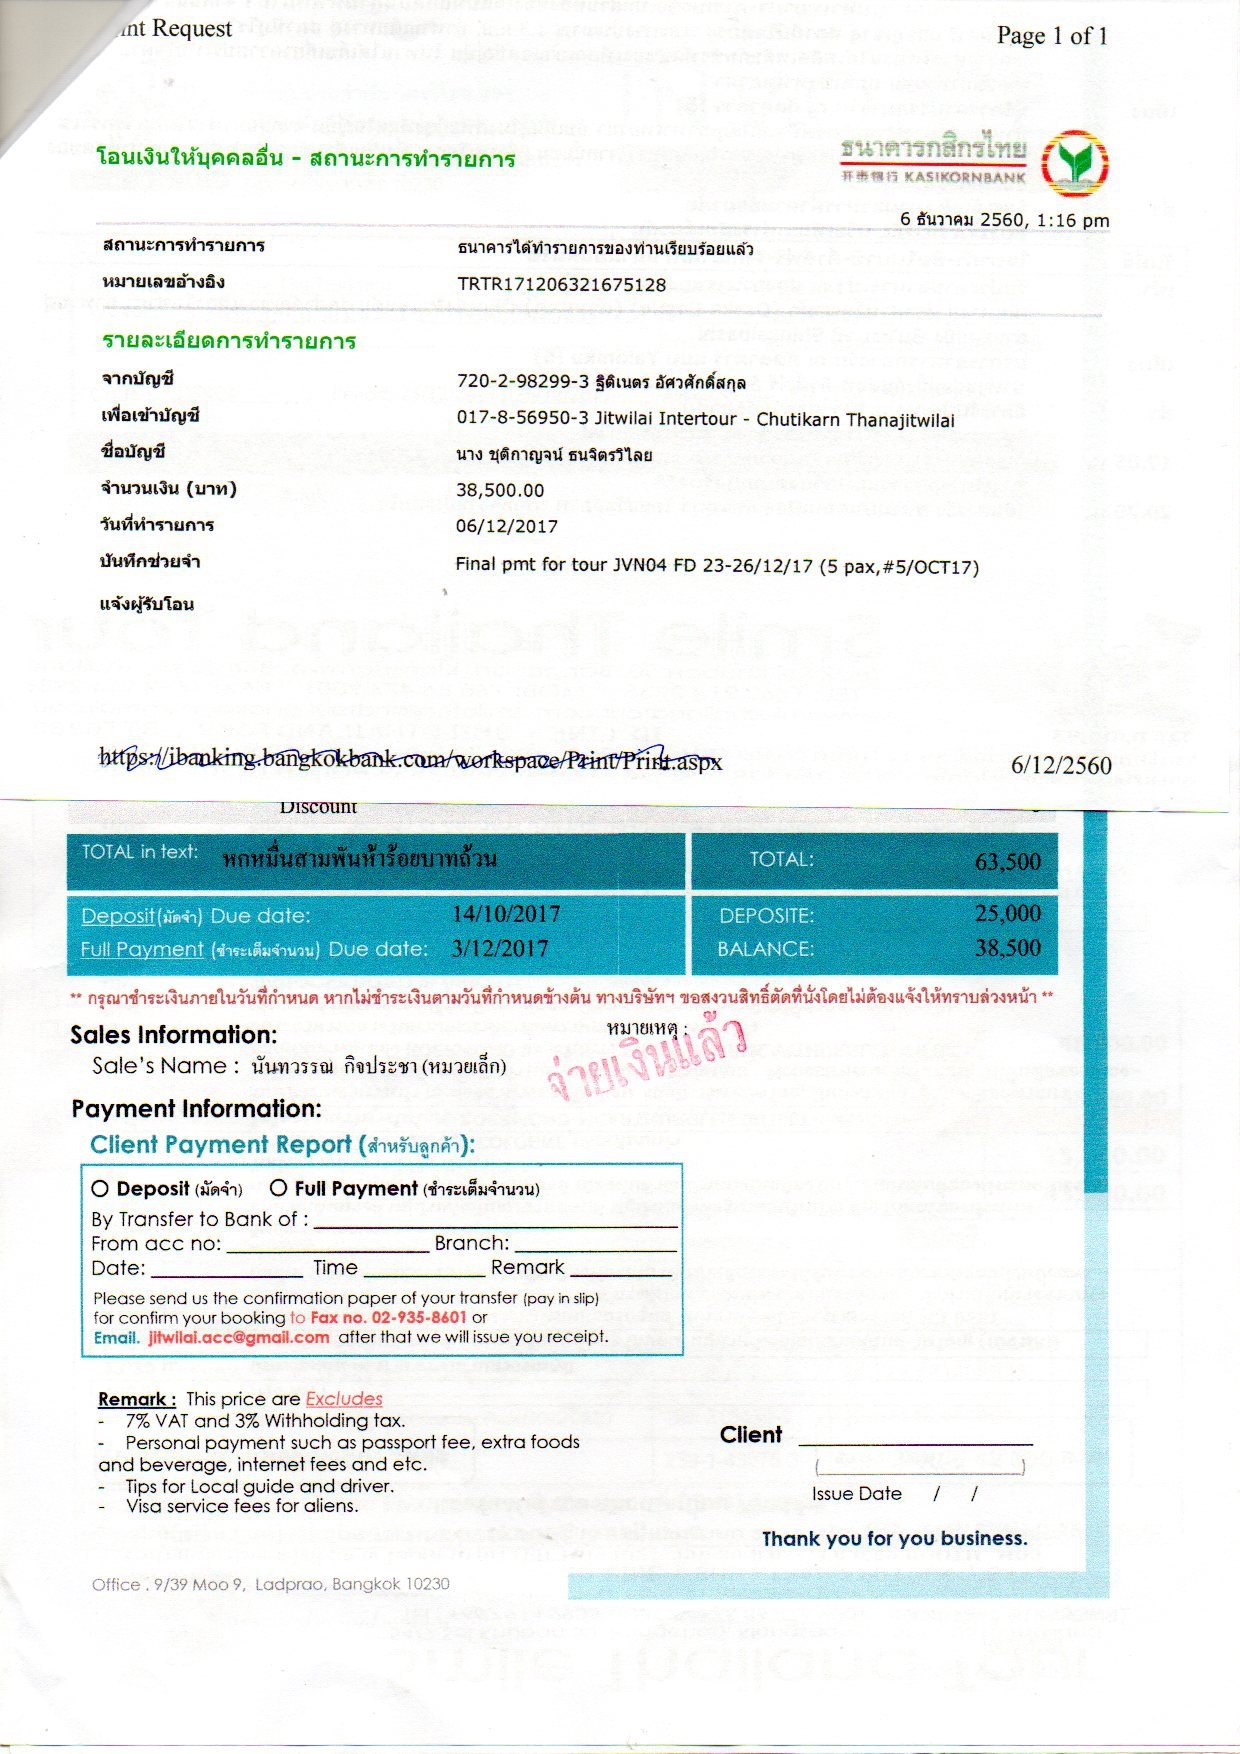 int Request
Page 1 of 1
โอนเงินให้บุคคลอื่น - สถานะการทำรายการ
ธนาคารกสิกรไทย
开泰银行 KASIKORNBANK
6 ธันวาคม 2560, 1:16 pm
สถานะการทำรายการ ธนาคารได้ทำรายการของท่านเรียบร้อยแล้ว
หมายเลขอ้างอิง TRTR171206321675128
รายละเอียดการทำรายการ
จากบัญชี 720-2-98299-3 ฐิติเนตร อัศวศักดิ์สกุล
เพื่อเข้าบัญชี 017-8-56950-3 Jitwilai Intertour - Chutikarn Thanajitwilai
ชื่อบัญชี นาง ชุติกาญจน์ ธนจิตรวิไลย
จำนวนเงิน (บาท) 38,500.00
วันที่ทำรายการ 06/12/2017
บันทึกช่วยจำ Final pmt for tour JVN04 FD 23-26/12/17 (5 pax,#5/OCT17)
แจ้งผู้รับโอน
https://ibanking.bangkokbank.com/workspace/Print/Print.aspx 6/12/2560
Discount
TOTAL in text: หกหมื่นสามพันห้าร้อยบาทถ้วน TOTAL: 63,500
Deposit(มัดจำ) Due date: 14/10/2017 DEPOSITE: 25,000
Full Payment (ชำระเต็มจำนวน) Due date: 3/12/2017 BALANCE: 38,500
** กรุณาชำระเงินภายในวันที่กำหนด หากไม่ชำระเงินตามวันที่กำหนดข้างต้น ทางบริษัทฯ ขอสงวนสิทธิ์ตัดที่นั่งโดยไม่ต้องแจ้งให้ทราบล่วงหน้า **
Sales Information: หมายเหตุ :
จ่ายเงินแล้ว
Sale's Name : นันทวรรณ กิจประชา (หมวยเล็ก)
Payment Information:
Client Payment Report (สำหรับลูกค้า):
O Deposit (มัดจำ) O Full Payment (ชำระเต็มจำนวน)
By Transfer to Bank of :
From acc no: Branch:
Date: Time Remark
Please send us the confirmation paper of your transfer (pay in slip)
for confirm your booking to Fax no. 02-935-8601 or
Email. jitwilai.acc@gmail.com after that we will issue you receipt.
Remark : This price are Excludes
- 7% VAT and 3% Withholding tax.
- Personal payment such as passport fee, extra foods
and beverage, internet fees and etc.
- Tips for Local guide and driver.
- Visa service fees for aliens.
Client
( )
Issue Date / /
Thank you for you business.
Office . 9/39 Moo 9, Ladprao, Bangkok 10230